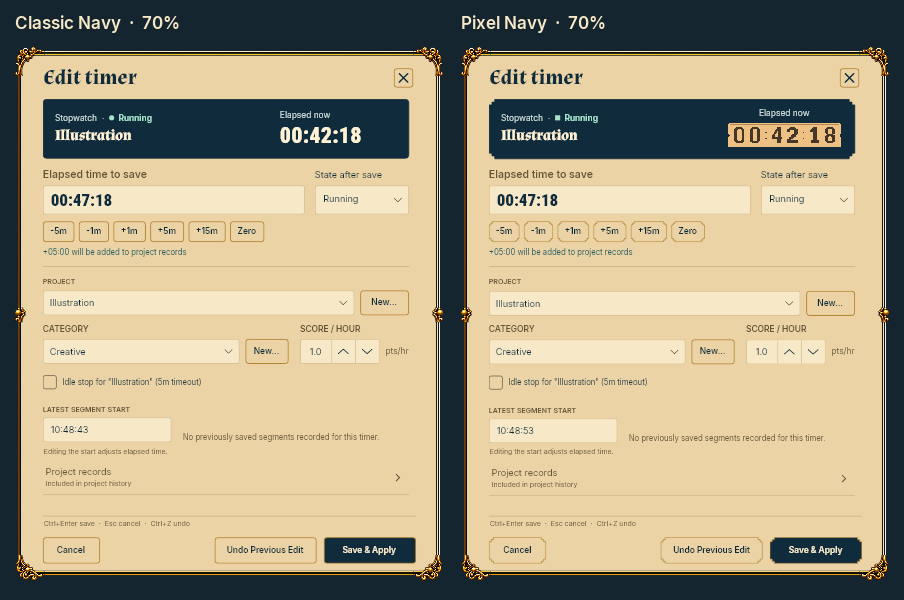 Classic Navy · 70%
Edit timer
Stopwatch · Running
Illustration
Elapsed now
00:42:18
Elapsed time to save
00:47:18
State after save
Running
-5m -1m +1m +5m +15m Zero
+05:00 will be added to project records
PROJECT
Illustration New...
CATEGORY
Creative New...
SCORE / HOUR
1.0 pts/hr
Idle stop for "Illustration" (5m timeout)
LATEST SEGMENT START
10:48:43
No previously saved segments recorded for this timer.
Editing the start adjusts elapsed time.
Project records
Included in project history
Ctrl+Enter save · Esc cancel · Ctrl+Z undo
Cancel Undo Previous Edit Save & Apply
Pixel Navy · 70%
Edit timer
Stopwatch · Running
Illustration
Elapsed now
00:42:18
Elapsed time to save
00:47:18
State after save
Running
-5m -1m +1m +5m +15m Zero
+05:00 will be added to project records
PROJECT
Illustration New...
CATEGORY
Creative New...
SCORE / HOUR
1.0 pts/hr
Idle stop for "Illustration" (5m timeout)
LATEST SEGMENT START
10:48:53
No previously saved segments recorded for this timer.
Editing the start adjusts elapsed time.
Project records
Included in project history
Ctrl+Enter save · Esc cancel · Ctrl+Z undo
Cancel Undo Previous Edit Save & Apply